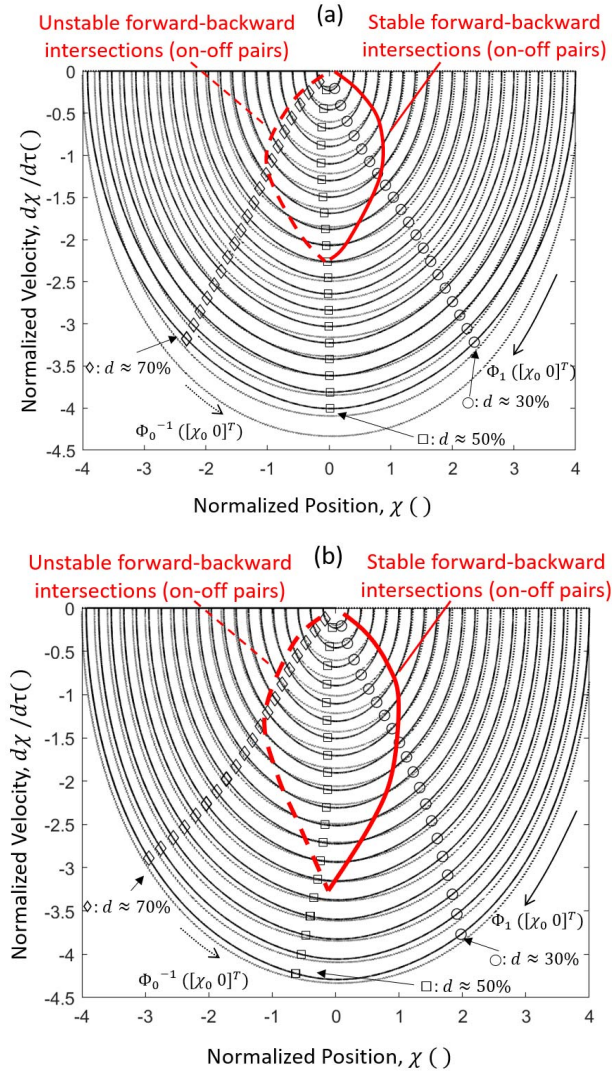 (a)
Unstable forward-backward
intersections (on-off pairs)
Stable forward-backward
intersections (on-off pairs)
0
-0.5
-1
-1.5
-2
-2.5
-3
-3.5
-4
-4.5
Normalized Velocity, dχ /dτ()
◊: d ≈ 70%
Φ₀⁻¹ ([χ₀ 0]ᵀ)
□: d ≈ 50%
○: d ≈ 30%
Φ₁ ([χ₀ 0]ᵀ)
-4 -3 -2 -1 0 1 2 3 4
Normalized Position, χ ()
(b)
Unstable forward-backward
intersections (on-off pairs)
Stable forward-backward
intersections (on-off pairs)
0
-0.5
-1
-1.5
-2
-2.5
-3
-3.5
-4
-4.5
Normalized Velocity, dχ /dτ()
◊: d ≈ 70%
Φ₀⁻¹ ([χ₀ 0]ᵀ)
□: d ≈ 50%
○: d ≈ 30%
Φ₁ ([χ₀ 0]ᵀ)
-4 -3 -2 -1 0 1 2 3 4
Normalized Position, χ ()